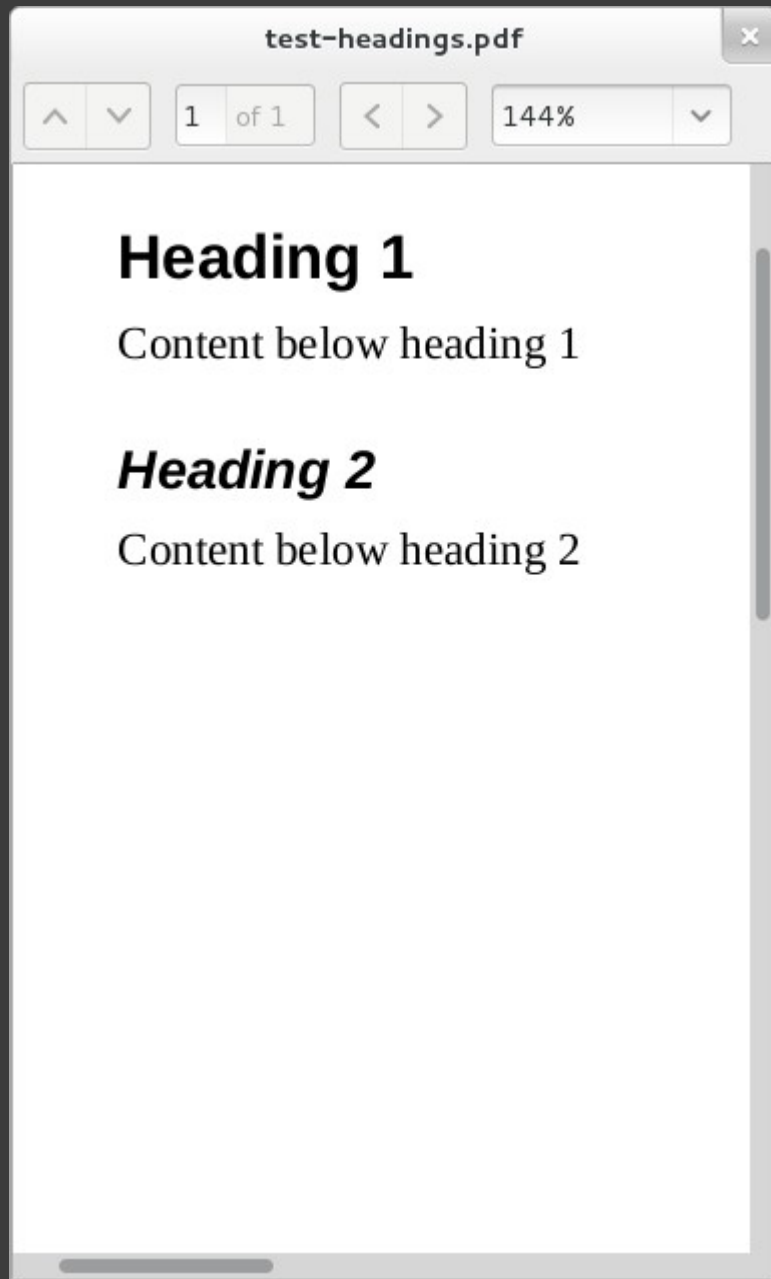 test-headings.pdf
1 of 1 144%
Heading 1
Content below heading 1
Heading 2
Content below heading 2